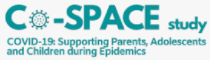 CO-SPACE study
COVID-19: Supporting Parents, Adolescents
and Children during Epidemics